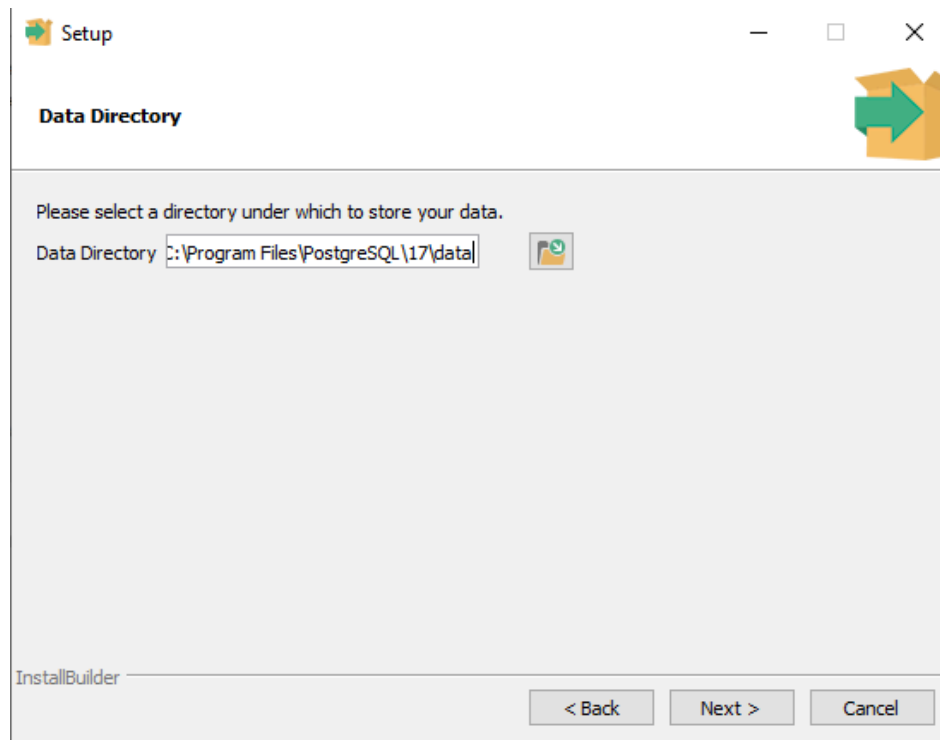 Setup
Data Directory
Please select a directory under which to store your data.
Data Directory C:\Program Files\PostgreSQL\17\data
InstallBuilder
< Back Next > Cancel